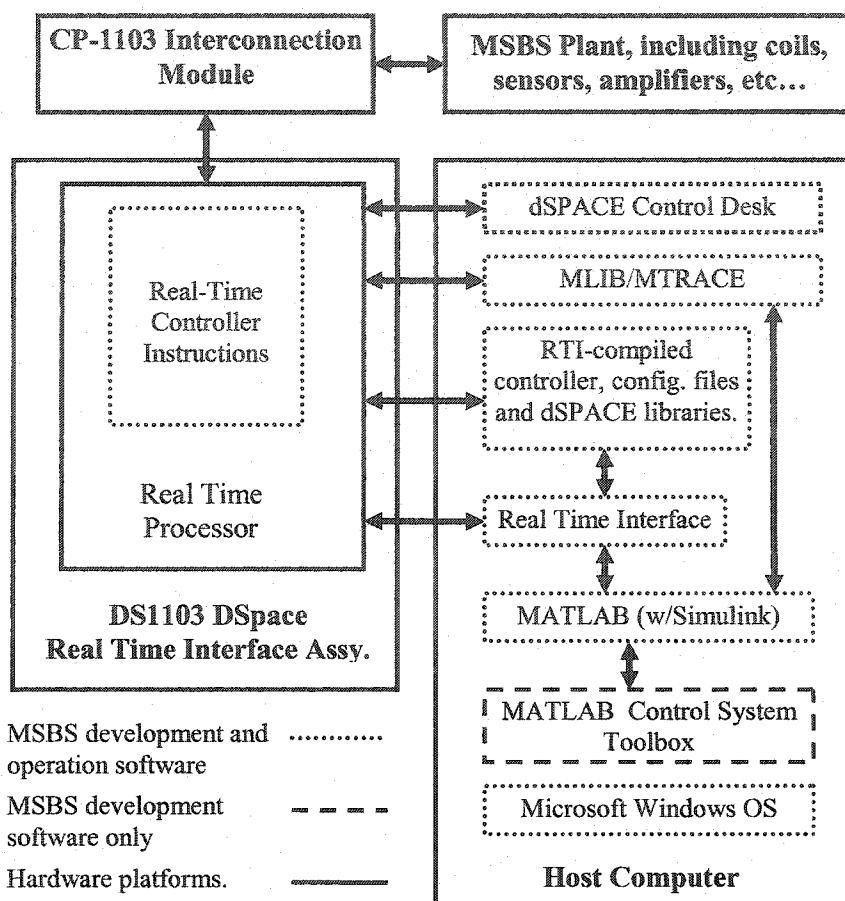 CP-1103 Interconnection
Module
MSBS Plant, including coils,
sensors, amplifiers, etc...
Real-Time
Controller
Instructions
Real Time
Processor
DS1103 DSpace
Real Time Interface Assy.
dSPACE Control Desk
MLIB/MTRACE
RTI-compiled
controller, config. files
and dSPACE libraries.
Real Time Interface
MATLAB (w/Simulink)
MATLAB Control System
Toolbox
Microsoft Windows OS
Host Computer
MSBS development and
operation software
MSBS development
software only
Hardware platforms.